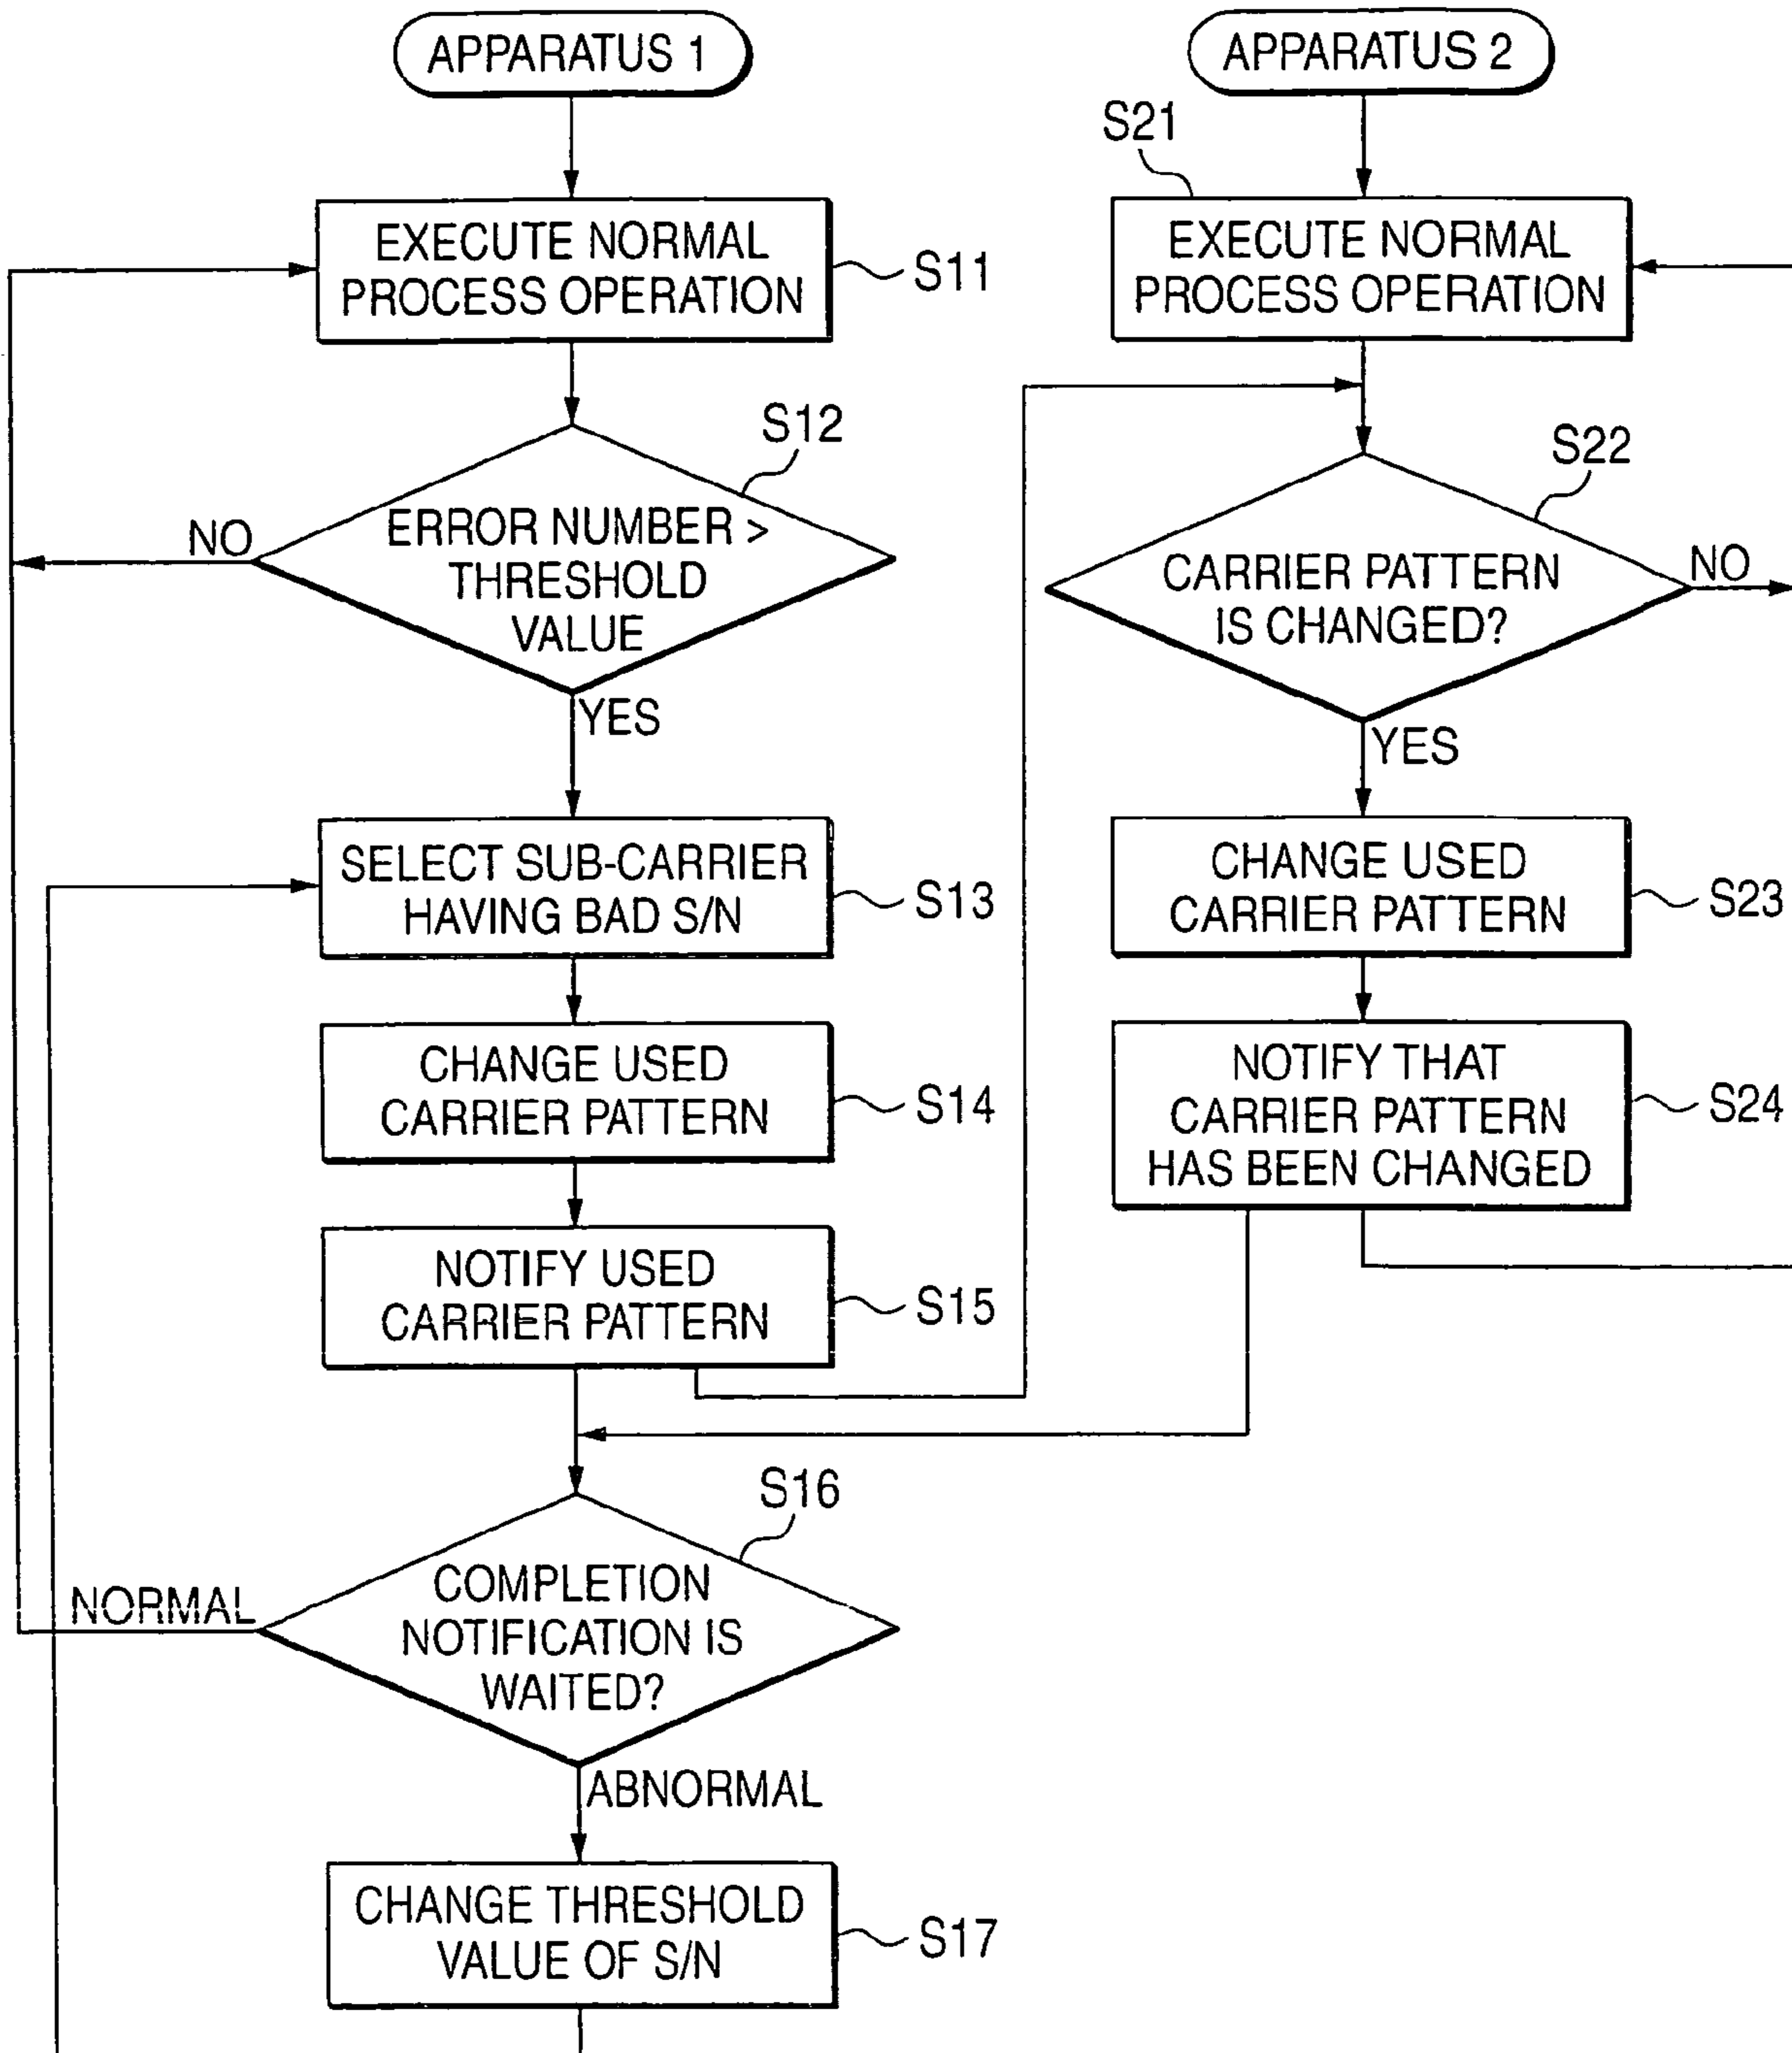 APPARATUS 1
EXECUTE NORMAL
PROCESS OPERATION
S11
S12
ERROR NUMBER >
THRESHOLD
VALUE
NO
YES
SELECT SUB-CARRIER
HAVING BAD S/N
S13
CHANGE USED
CARRIER PATTERN
S14
NOTIFY USED
CARRIER PATTERN
S15
S16
COMPLETION
NOTIFICATION IS
WAITED?
NORMAL
ABNORMAL
CHANGE THRESHOLD
VALUE OF S/N
S17
APPARATUS 2
S21
EXECUTE NORMAL
PROCESS OPERATION
S22
CARRIER PATTERN
IS CHANGED?
NO
YES
CHANGE USED
CARRIER PATTERN
S23
NOTIFY THAT
CARRIER PATTERN
HAS BEEN CHANGED
S24